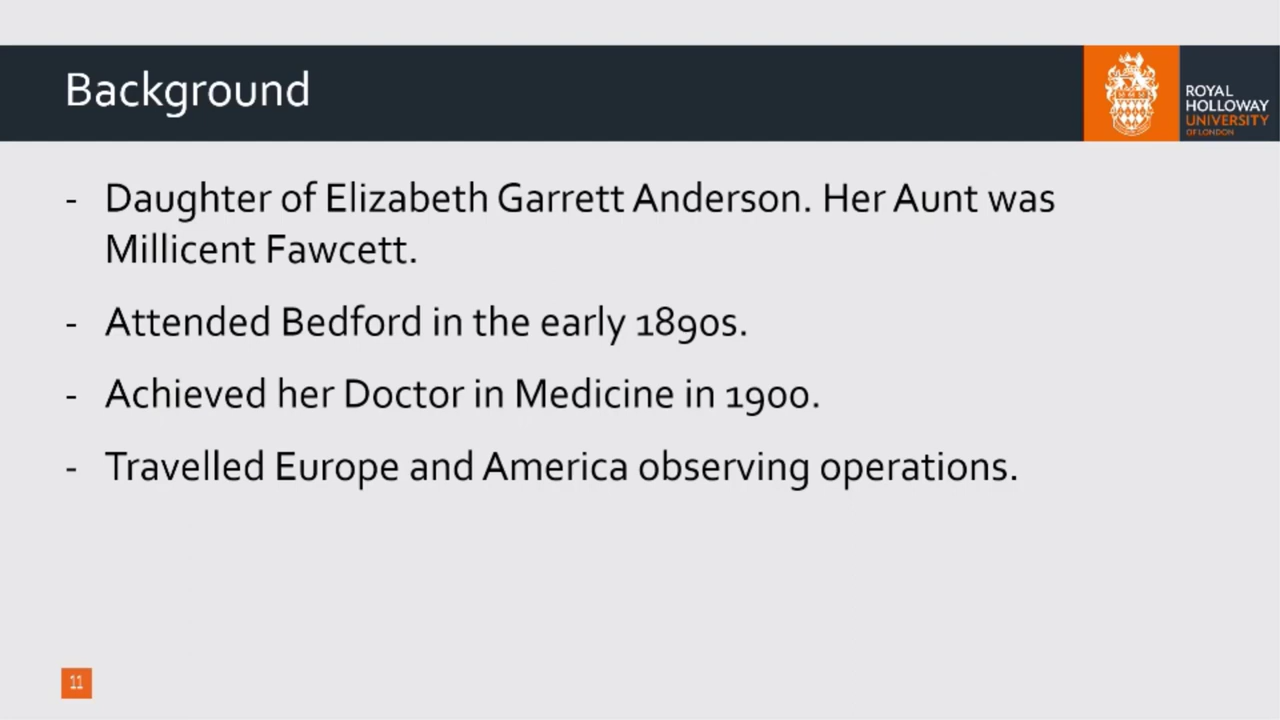 Background
ROYAL
HOLLOWAY
UNIVERSITY
OF LONDON
- Daughter of Elizabeth Garrett Anderson. Her Aunt was
Millicent Fawcett.
- Attended Bedford in the early 1890s.
- Achieved her Doctor in Medicine in 1900.
- Travelled Europe and America observing operations.
11